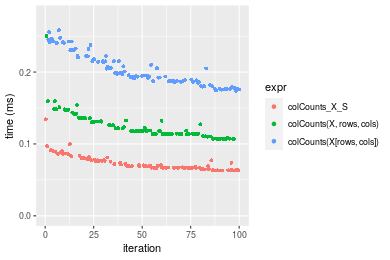 time (ms)
0.2
0.1
0.0
0
25
50
75
100
iteration
expr
colCounts_X_S
colCounts(X, rows, cols)
colCounts(X[rows, cols])